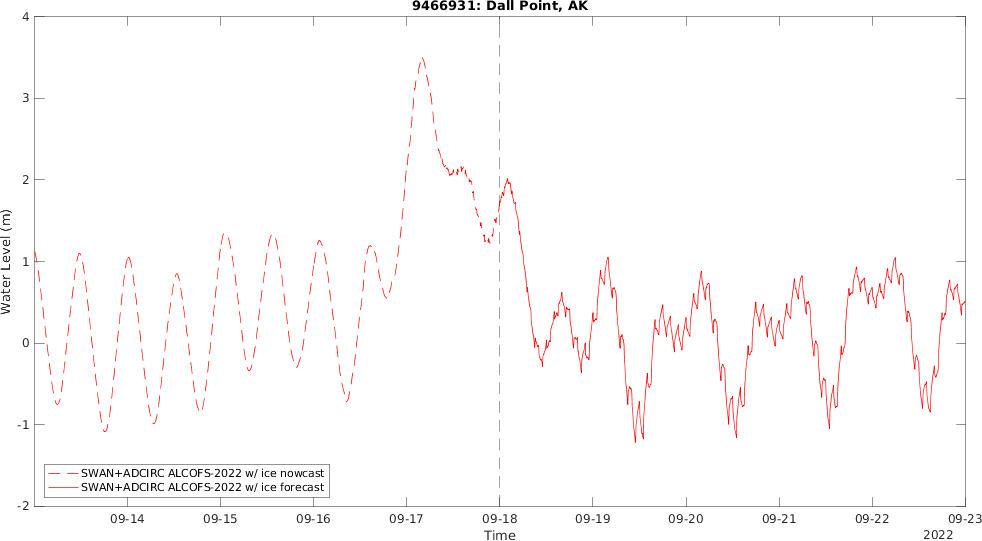 9466931: Dall Point, AK
4
3
2
1
0
-1
-2
Water Level (m)
SWAN+ADCIRC ALCOFS-2022 w/ ice nowcast
SWAN+ADCIRC ALCOFS-2022 w/ ice forecast
09-14 09-15 09-16 09-17 09-18 09-19 09-20 09-21 09-22 09-23
Time
2022